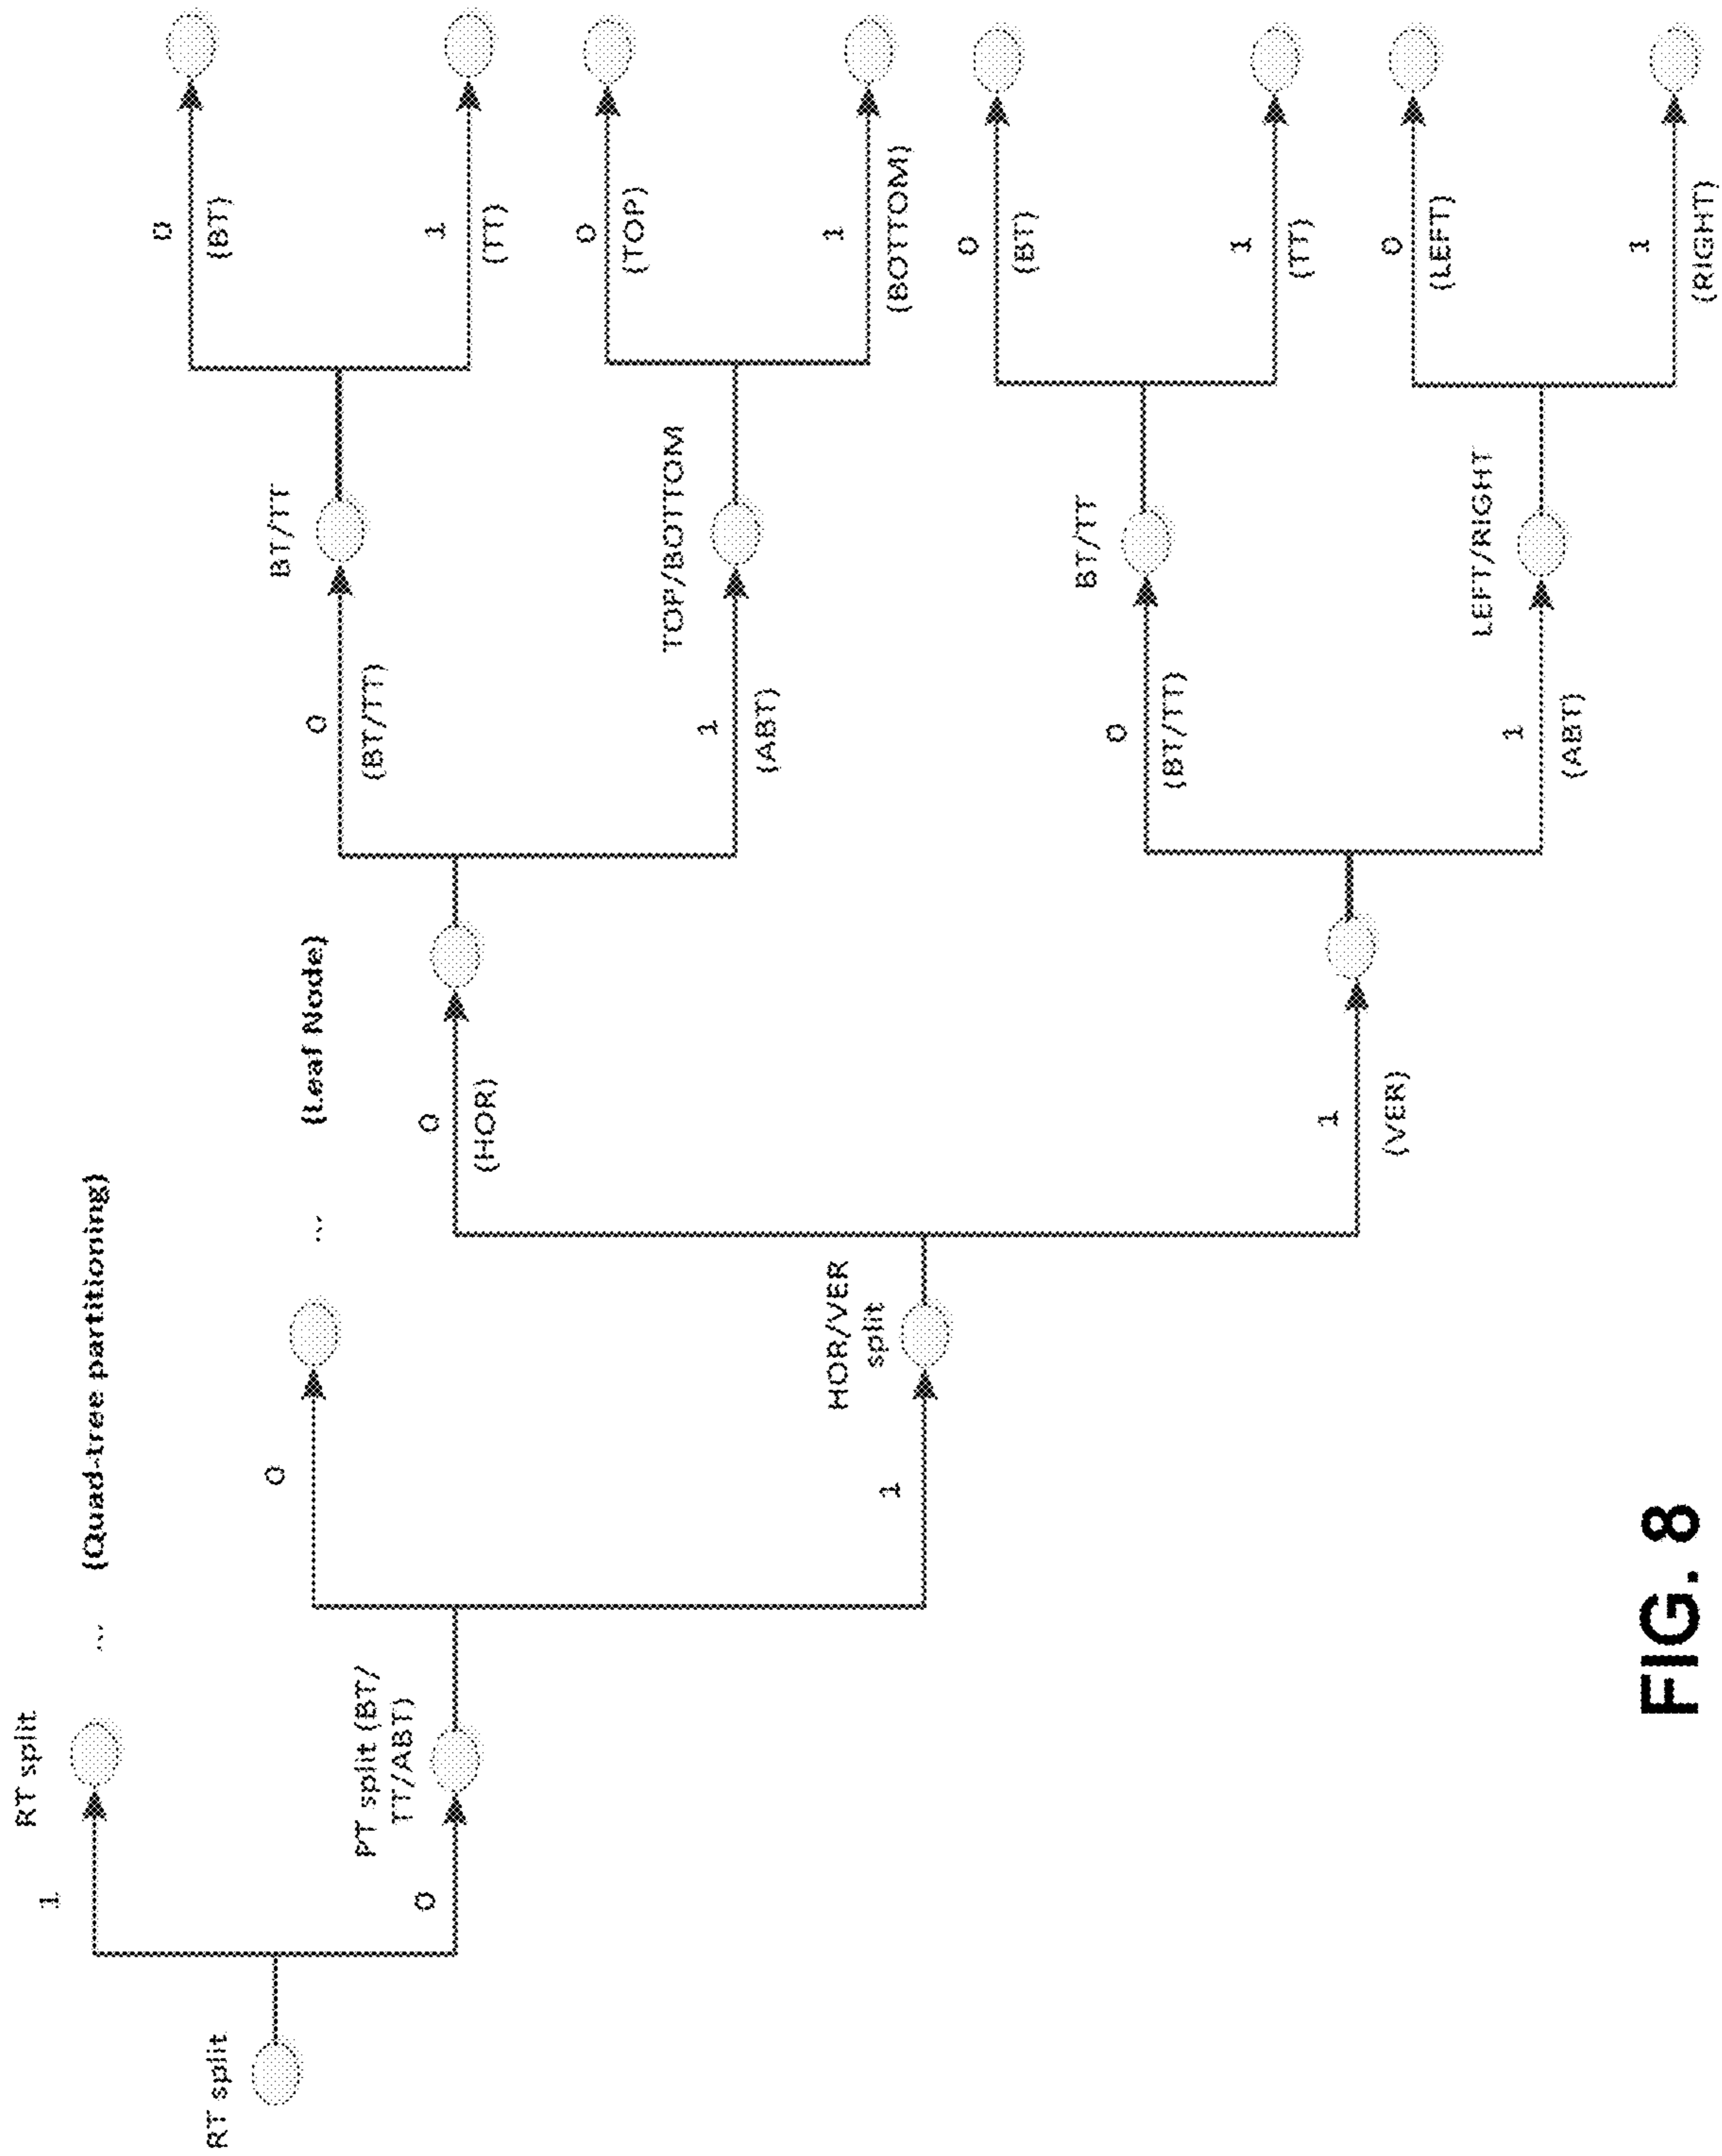 RT split
1
RT split
...
{Quad-tree partitioning}
0
PT split (BT/
TT/ABT)
0
...
{Leaf Node}
1
HOR/VER
split
0
(HOR)
0
(BT/TT)
BT/TT
0
(BT)
1
(TT)
1
(ABT)
TOP/BOTTOM
0
(TOP)
1
(BOTTOM)
1
(VER)
0
(BT/TT)
BT/TT
0
(BT)
1
(TT)
1
(ABT)
LEFT/RIGHT
0
(LEFT)
1
(RIGHT)
FIG. 8